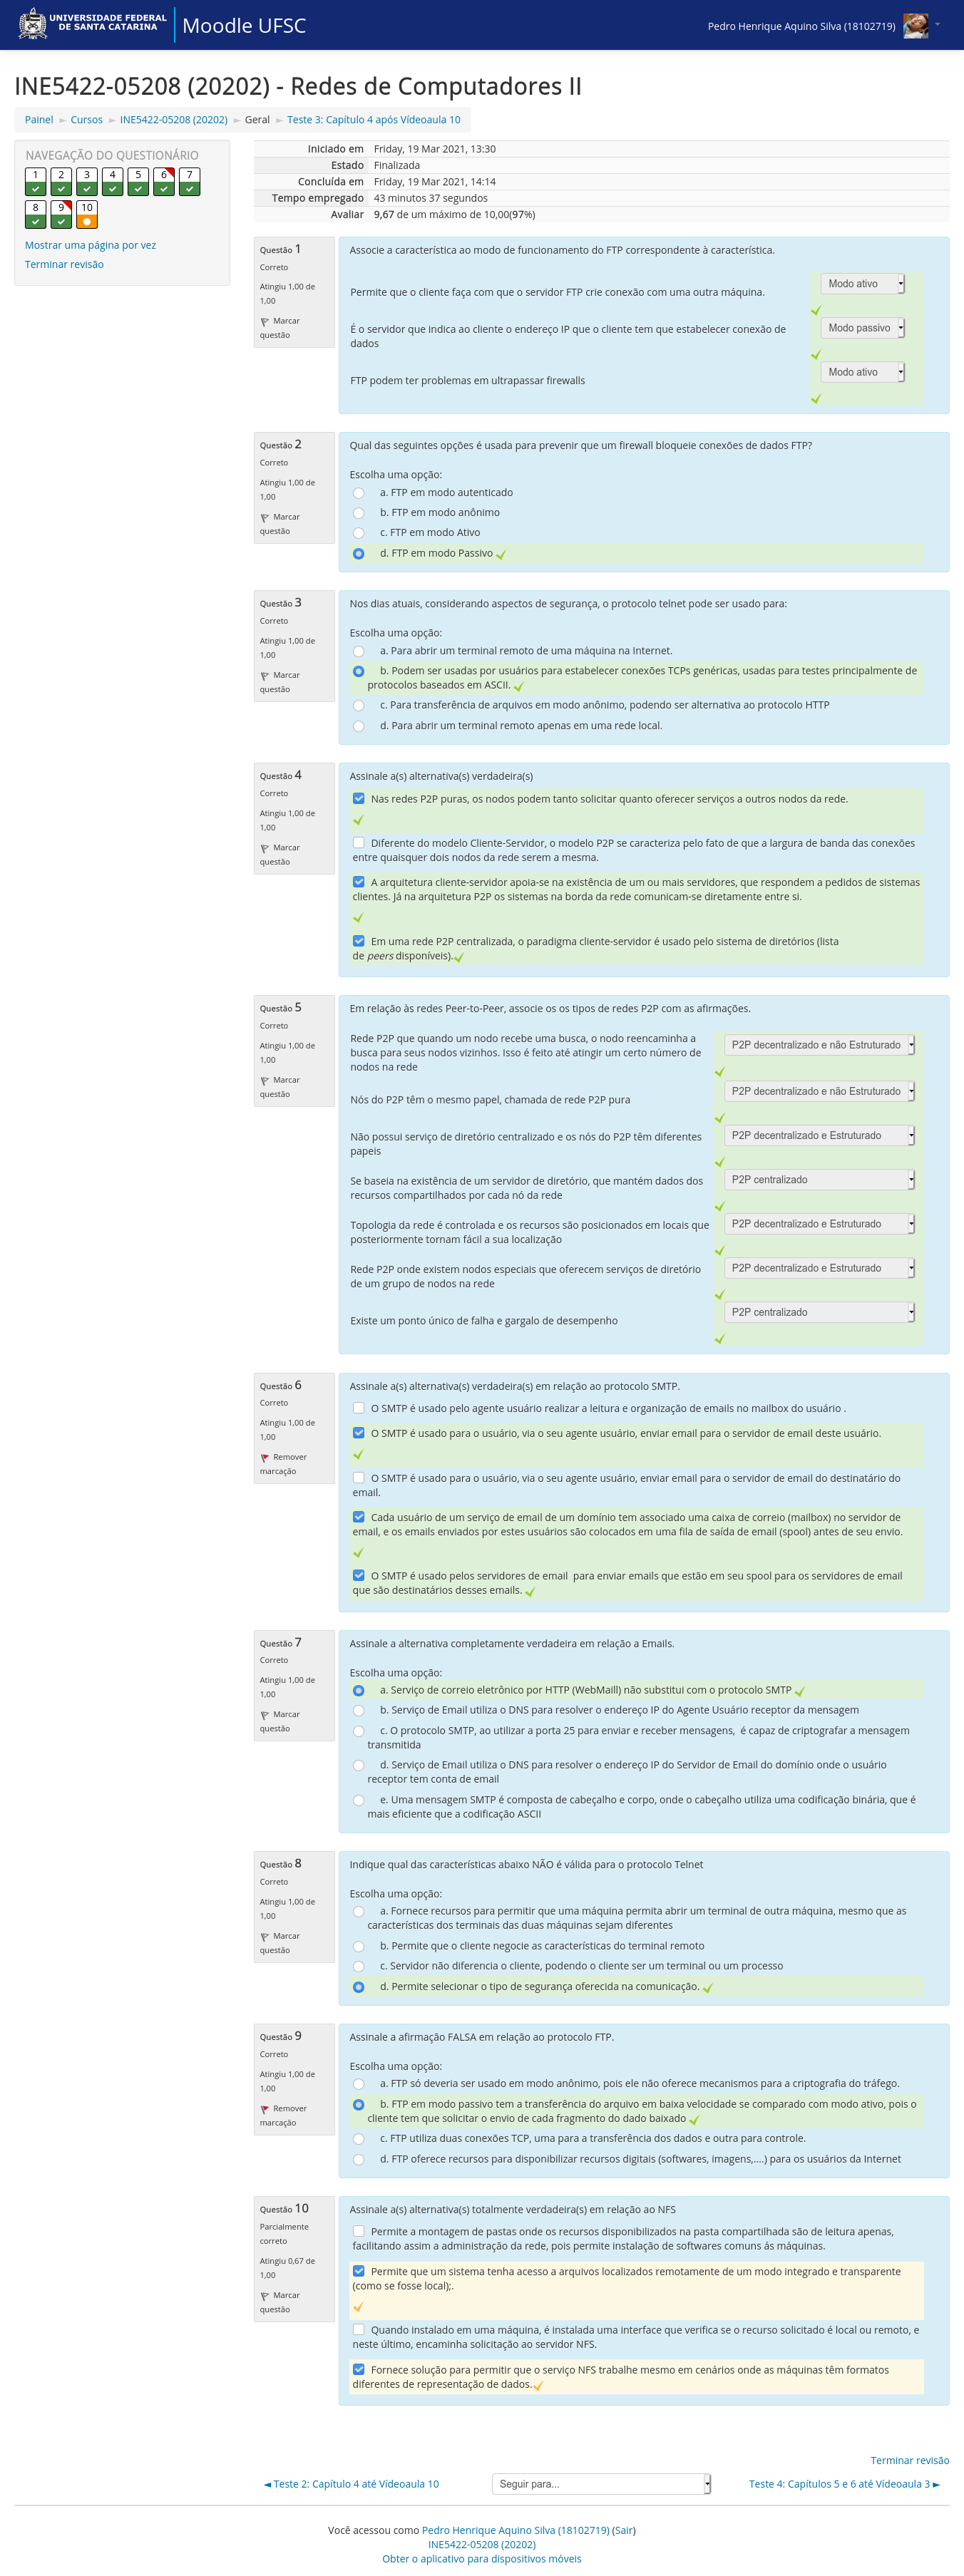 UNIVERSIDADE FEDERAL
DE SANTA CATARINA
Moodle UFSC
Pedro Henrique Aquino Silva (18102719)
INE5422-05208 (20202) - Redes de Computadores II
Painel ► Cursos ► INE5422-05208 (20202) ► Geral ► Teste 3: Capítulo 4 após Vídeoaula 10
NAVEGAÇÃO DO QUESTIONÁRIO
1 2 3 4 5 6 7
8 9 10
Mostrar uma página por vez
Terminar revisão
Iniciado em Friday, 19 Mar 2021, 13:30
Estado Finalizada
Concluída em Friday, 19 Mar 2021, 14:14
Tempo empregado 43 minutos 37 segundos
Avaliar 9,67 de um máximo de 10,00(97%)
Questão 1
Correto
Atingiu 1,00 de
1,00
Marcar
questão
Associe a característica ao modo de funcionamento do FTP correspondente à característica.
Permite que o cliente faça com que o servidor FTP crie conexão com uma outra máquina.
Modo ativo
É o servidor que indica ao cliente o endereço IP que o cliente tem que estabelecer conexão de
dados
Modo passivo
FTP podem ter problemas em ultrapassar firewalls
Modo ativo
Questão 2
Correto
Atingiu 1,00 de
1,00
Marcar
questão
Qual das seguintes opções é usada para prevenir que um firewall bloqueie conexões de dados FTP?
Escolha uma opção:
a. FTP em modo autenticado
b. FTP em modo anônimo
c. FTP em modo Ativo
d. FTP em modo Passivo
Questão 3
Correto
Atingiu 1,00 de
1,00
Marcar
questão
Nos dias atuais, considerando aspectos de segurança, o protocolo telnet pode ser usado para:
Escolha uma opção:
a. Para abrir um terminal remoto de uma máquina na Internet.
b. Podem ser usadas por usuários para estabelecer conexões TCPs genéricas, usadas para testes principalmente de
protocolos baseados em ASCII.
c. Para transferência de arquivos em modo anônimo, podendo ser alternativa ao protocolo HTTP
d. Para abrir um terminal remoto apenas em uma rede local.
Questão 4
Correto
Atingiu 1,00 de
1,00
Marcar
questão
Assinale a(s) alternativa(s) verdadeira(s)
Nas redes P2P puras, os nodos podem tanto solicitar quanto oferecer serviços a outros nodos da rede.
Diferente do modelo Cliente-Servidor, o modelo P2P se caracteriza pelo fato de que a largura de banda das conexões
entre quaisquer dois nodos da rede serem a mesma.
A arquitetura cliente-servidor apoia-se na existência de um ou mais servidores, que respondem a pedidos de sistemas
clientes. Já na arquitetura P2P os sistemas na borda da rede comunicam-se diretamente entre si.
Em uma rede P2P centralizada, o paradigma cliente-servidor é usado pelo sistema de diretórios (lista
de peers disponíveis).
Questão 5
Correto
Atingiu 1,00 de
1,00
Marcar
questão
Em relação às redes Peer-to-Peer, associe os os tipos de redes P2P com as afirmações.
Rede P2P que quando um nodo recebe uma busca, o nodo reencaminha a
busca para seus nodos vizinhos. Isso é feito até atingir um certo número de
nodos na rede
P2P decentralizado e não Estruturado
Nós do P2P têm o mesmo papel, chamada de rede P2P pura
P2P decentralizado e não Estruturado
Não possui serviço de diretório centralizado e os nós do P2P têm diferentes
papeis
P2P decentralizado e Estruturado
Se baseia na existência de um servidor de diretório, que mantém dados dos
recursos compartilhados por cada nó da rede
P2P centralizado
Topologia da rede é controlada e os recursos são posicionados em locais que
posteriormente tornam fácil a sua localização
P2P decentralizado e Estruturado
Rede P2P onde existem nodos especiais que oferecem serviços de diretório
de um grupo de nodos na rede
P2P decentralizado e Estruturado
Existe um ponto único de falha e gargalo de desempenho
P2P centralizado
Questão 6
Correto
Atingiu 1,00 de
1,00
Remover
marcação
Assinale a(s) alternativa(s) verdadeira(s) em relação ao protocolo SMTP.
O SMTP é usado pelo agente usuário realizar a leitura e organização de emails no mailbox do usuário .
O SMTP é usado para o usuário, via o seu agente usuário, enviar email para o servidor de email deste usuário.
O SMTP é usado para o usuário, via o seu agente usuário, enviar email para o servidor de email do destinatário do
email.
Cada usuário de um serviço de email de um domínio tem associado uma caixa de correio (mailbox) no servidor de
email, e os emails enviados por estes usuários são colocados em uma fila de saída de email (spool) antes de seu envio.
O SMTP é usado pelos servidores de email  para enviar emails que estão em seu spool para os servidores de email
que são destinatários desses emails.
Questão 7
Correto
Atingiu 1,00 de
1,00
Marcar
questão
Assinale a alternativa completamente verdadeira em relação a Emails.
Escolha uma opção:
a. Serviço de correio eletrônico por HTTP (WebMaill) não substitui com o protocolo SMTP
b. Serviço de Email utiliza o DNS para resolver o endereço IP do Agente Usuário receptor da mensagem
c. O protocolo SMTP, ao utilizar a porta 25 para enviar e receber mensagens,  é capaz de criptografar a mensagem
transmitida
d. Serviço de Email utiliza o DNS para resolver o endereço IP do Servidor de Email do domínio onde o usuário
receptor tem conta de email
e. Uma mensagem SMTP é composta de cabeçalho e corpo, onde o cabeçalho utiliza uma codificação binária, que é
mais eficiente que a codificação ASCII
Questão 8
Correto
Atingiu 1,00 de
1,00
Marcar
questão
Indique qual das características abaixo NÃO é válida para o protocolo Telnet
Escolha uma opção:
a. Fornece recursos para permitir que uma máquina permita abrir um terminal de outra máquina, mesmo que as
características dos terminais das duas máquinas sejam diferentes
b. Permite que o cliente negocie as características do terminal remoto
c. Servidor não diferencia o cliente, podendo o cliente ser um terminal ou um processo
d. Permite selecionar o tipo de segurança oferecida na comunicação.
Questão 9
Correto
Atingiu 1,00 de
1,00
Remover
marcação
Assinale a afirmação FALSA em relação ao protocolo FTP.
Escolha uma opção:
a. FTP só deveria ser usado em modo anônimo, pois ele não oferece mecanismos para a criptografia do tráfego.
b. FTP em modo passivo tem a transferência do arquivo em baixa velocidade se comparado com modo ativo, pois o
cliente tem que solicitar o envio de cada fragmento do dado baixado
c. FTP utiliza duas conexões TCP, uma para a transferência dos dados e outra para controle.
d. FTP oferece recursos para disponibilizar recursos digitais (softwares, imagens,....) para os usuários da Internet
Questão 10
Parcialmente
correto
Atingiu 0,67 de
1,00
Marcar
questão
Assinale a(s) alternativa(s) totalmente verdadeira(s) em relação ao NFS
Permite a montagem de pastas onde os recursos disponibilizados na pasta compartilhada são de leitura apenas,
facilitando assim a administração da rede, pois permite instalação de softwares comuns ás máquinas.
Permite que um sistema tenha acesso a arquivos localizados remotamente de um modo integrado e transparente
(como se fosse local);.
Quando instalado em uma máquina, é instalada uma interface que verifica se o recurso solicitado é local ou remoto, e
neste último, encaminha solicitação ao servidor NFS.
Fornece solução para permitir que o serviço NFS trabalhe mesmo em cenários onde as máquinas têm formatos
diferentes de representação de dados.
Terminar revisão
◄ Teste 2: Capítulo 4 até Vídeoaula 10
Seguir para...
Teste 4: Capítulos 5 e 6 até Vídeoaula 3 ►
Você acessou como Pedro Henrique Aquino Silva (18102719) (Sair)
INE5422-05208 (20202)
Obter o aplicativo para dispositivos móveis